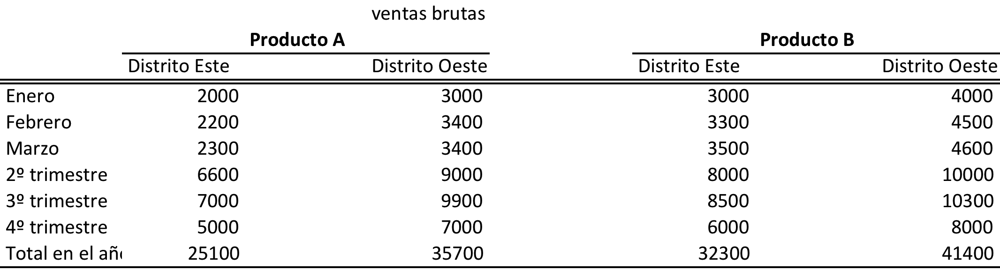 ventas brutas
Producto A Producto B
Distrito Este Distrito Oeste Distrito Este Distrito Oeste
Enero 2000 3000 3000 4000
Febrero 2200 3400 3300 4500
Marzo 2300 3400 3500 4600
2º trimestre 6600 9000 8000 10000
3º trimestre 7000 9900 8500 10300
4º trimestre 5000 7000 6000 8000
Total en el 25100 35700 32300 41400